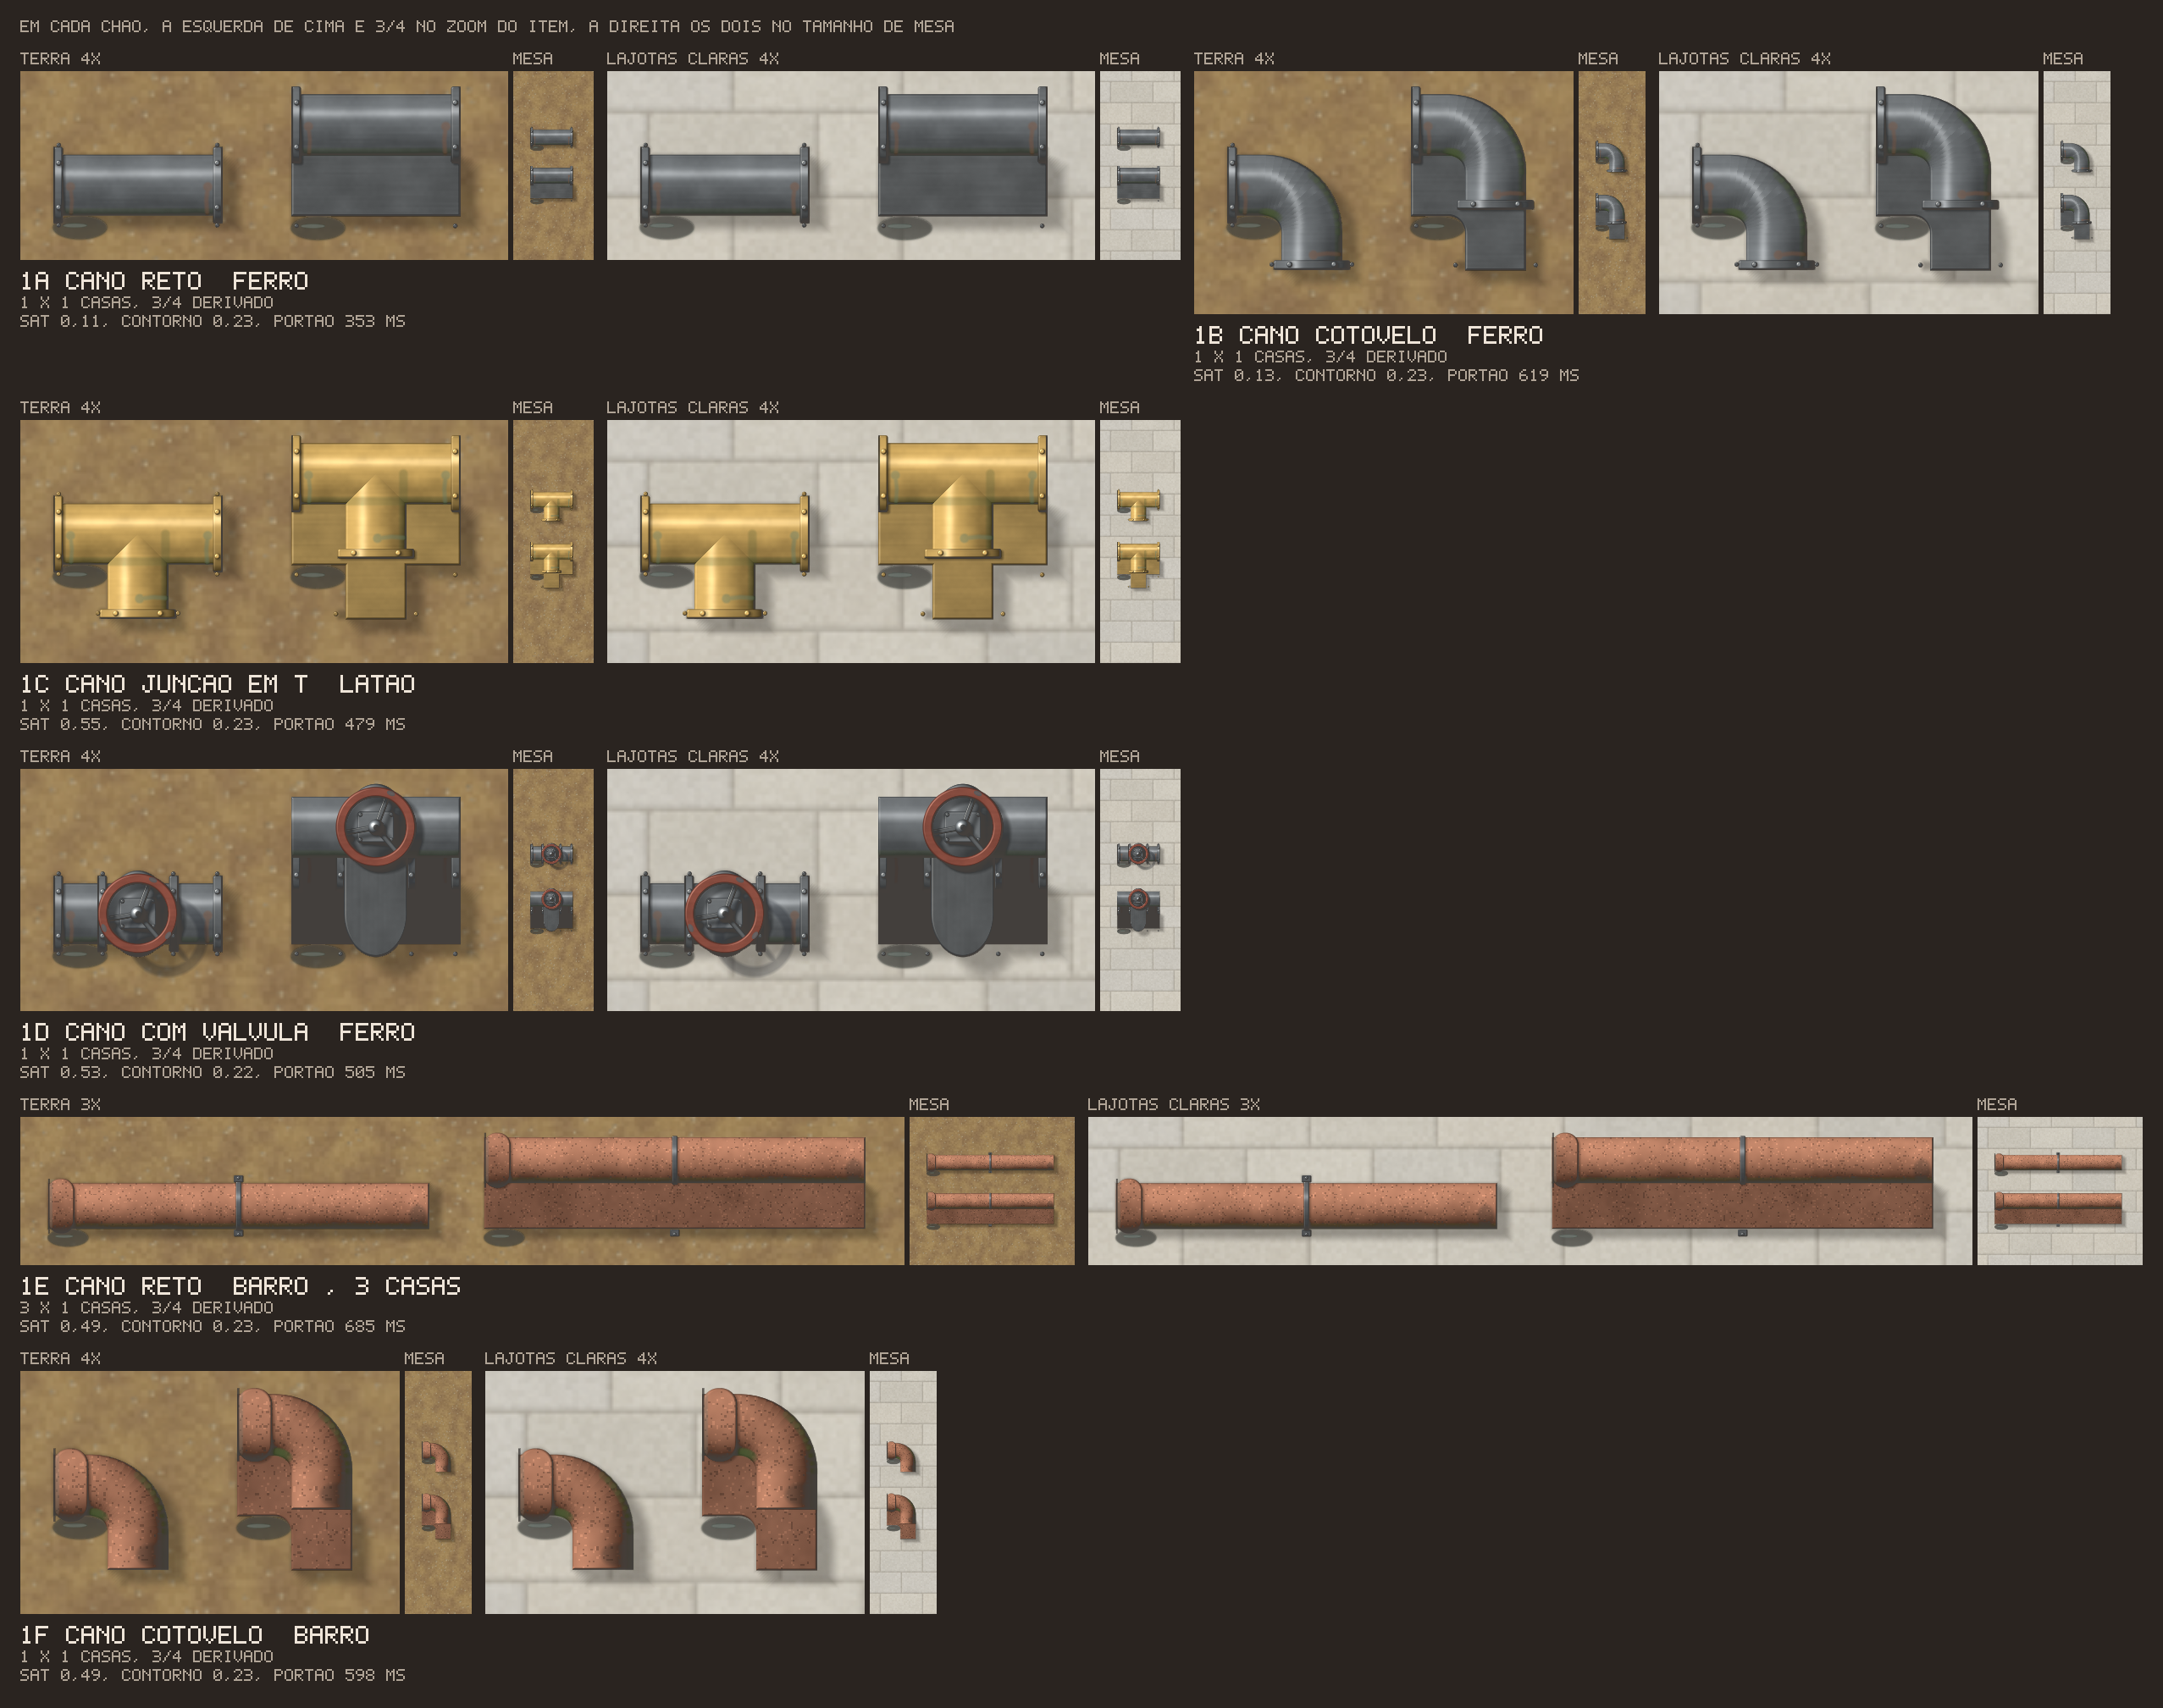 EM CADA CHAO, A ESQUERDA DE CIMA E 3/4 NO ZOOM DO ITEM, A DIREITA OS DOIS NO TAMANHO DE MESA
TERRA 4X MESA LAJOTAS CLARAS 4X MESA
1A CANO RETO FERRO
1 X 1 CASAS, 3/4 DERIVADO
SAT 0,11, CONTORNO 0,23, PORTAO 353 MS
TERRA 4X MESA LAJOTAS CLARAS 4X MESA
1B CANO COTOVELO FERRO
1 X 1 CASAS, 3/4 DERIVADO
SAT 0,13, CONTORNO 0,23, PORTAO 619 MS
TERRA 4X MESA LAJOTAS CLARAS 4X MESA
1C CANO JUNCAO EM T LATAO
1 X 1 CASAS, 3/4 DERIVADO
SAT 0,55, CONTORNO 0,23, PORTAO 479 MS
TERRA 4X MESA LAJOTAS CLARAS 4X MESA
1D CANO COM VALVULA FERRO
1 X 1 CASAS, 3/4 DERIVADO
SAT 0,53, CONTORNO 0,22, PORTAO 505 MS
TERRA 3X MESA LAJOTAS CLARAS 3X MESA
1E CANO RETO BARRO , 3 CASAS
3 X 1 CASAS, 3/4 DERIVADO
SAT 0,49, CONTORNO 0,23, PORTAO 685 MS
TERRA 4X MESA LAJOTAS CLARAS 4X MESA
1F CANO COTOVELO BARRO
1 X 1 CASAS, 3/4 DERIVADO
SAT 0,49, CONTORNO 0,23, PORTAO 598 MS